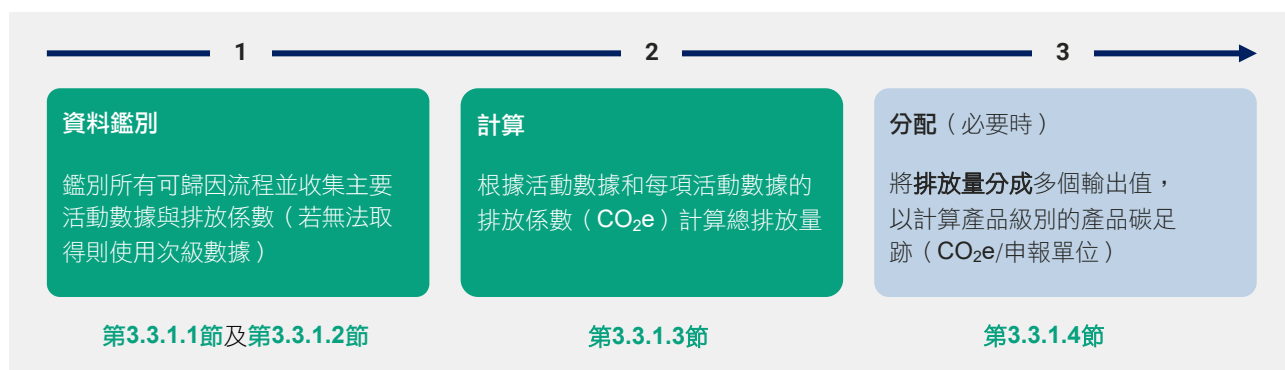 1
2
3
資料鑑別
鑑別所有可歸因流程並收集主要
活動數據與排放係數（若無法取
得則使用次級數據）
計算
根據活動數據和每項活動數據的
排放係數（CO₂e）計算總排放量
分配（必要時）
將排放量分成多個輸出值，
以計算產品級別的產品碳足
跡（CO₂e/申報單位）
第3.3.1.1節及第3.3.1.2節
第3.3.1.3節
第3.3.1.4節